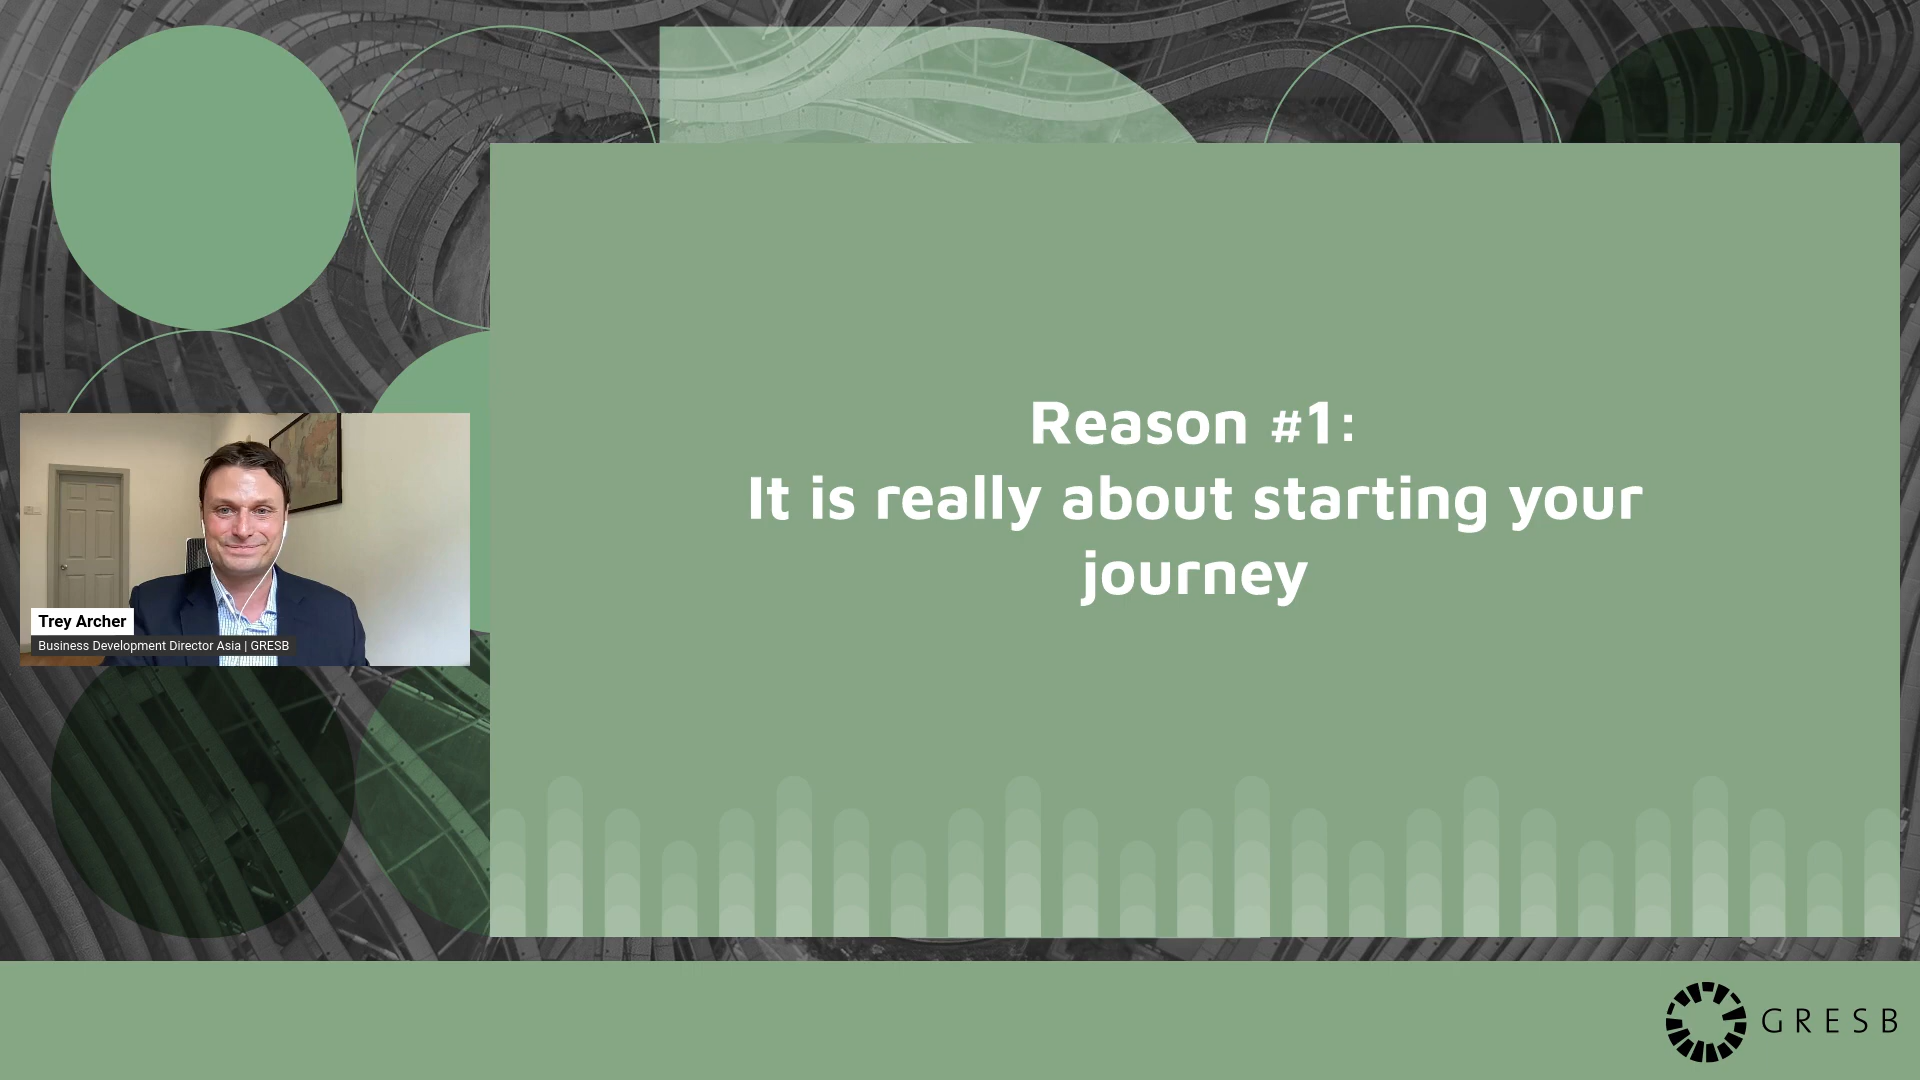 Reason #1:
It is really about starting your
journey
Trey Archer
Business Development Director Asia | GRESB
GRESB